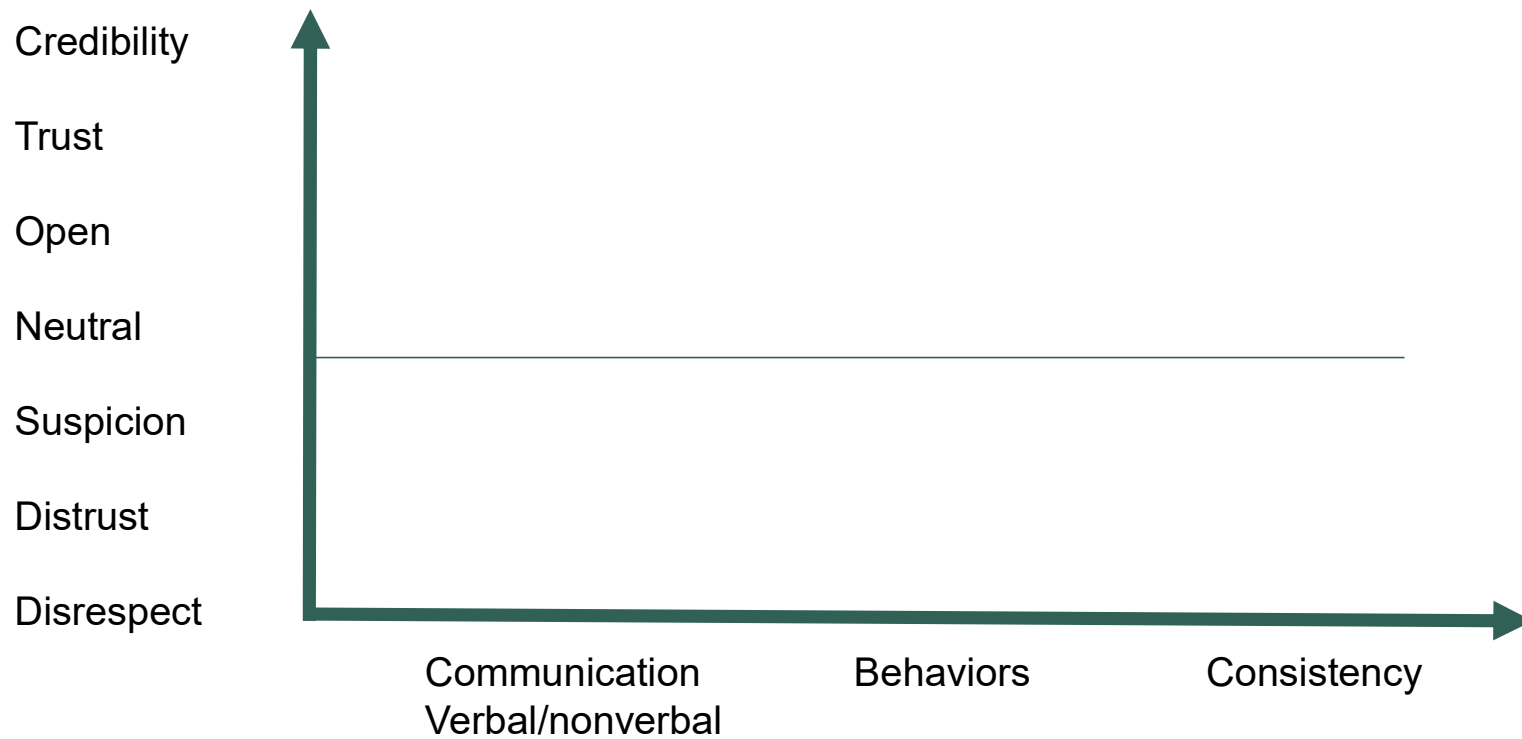 Credibility
Trust
Open
Neutral
Suspicion
Distrust
Disrespect
Communication
Verbal/nonverbal
Behaviors
Consistency